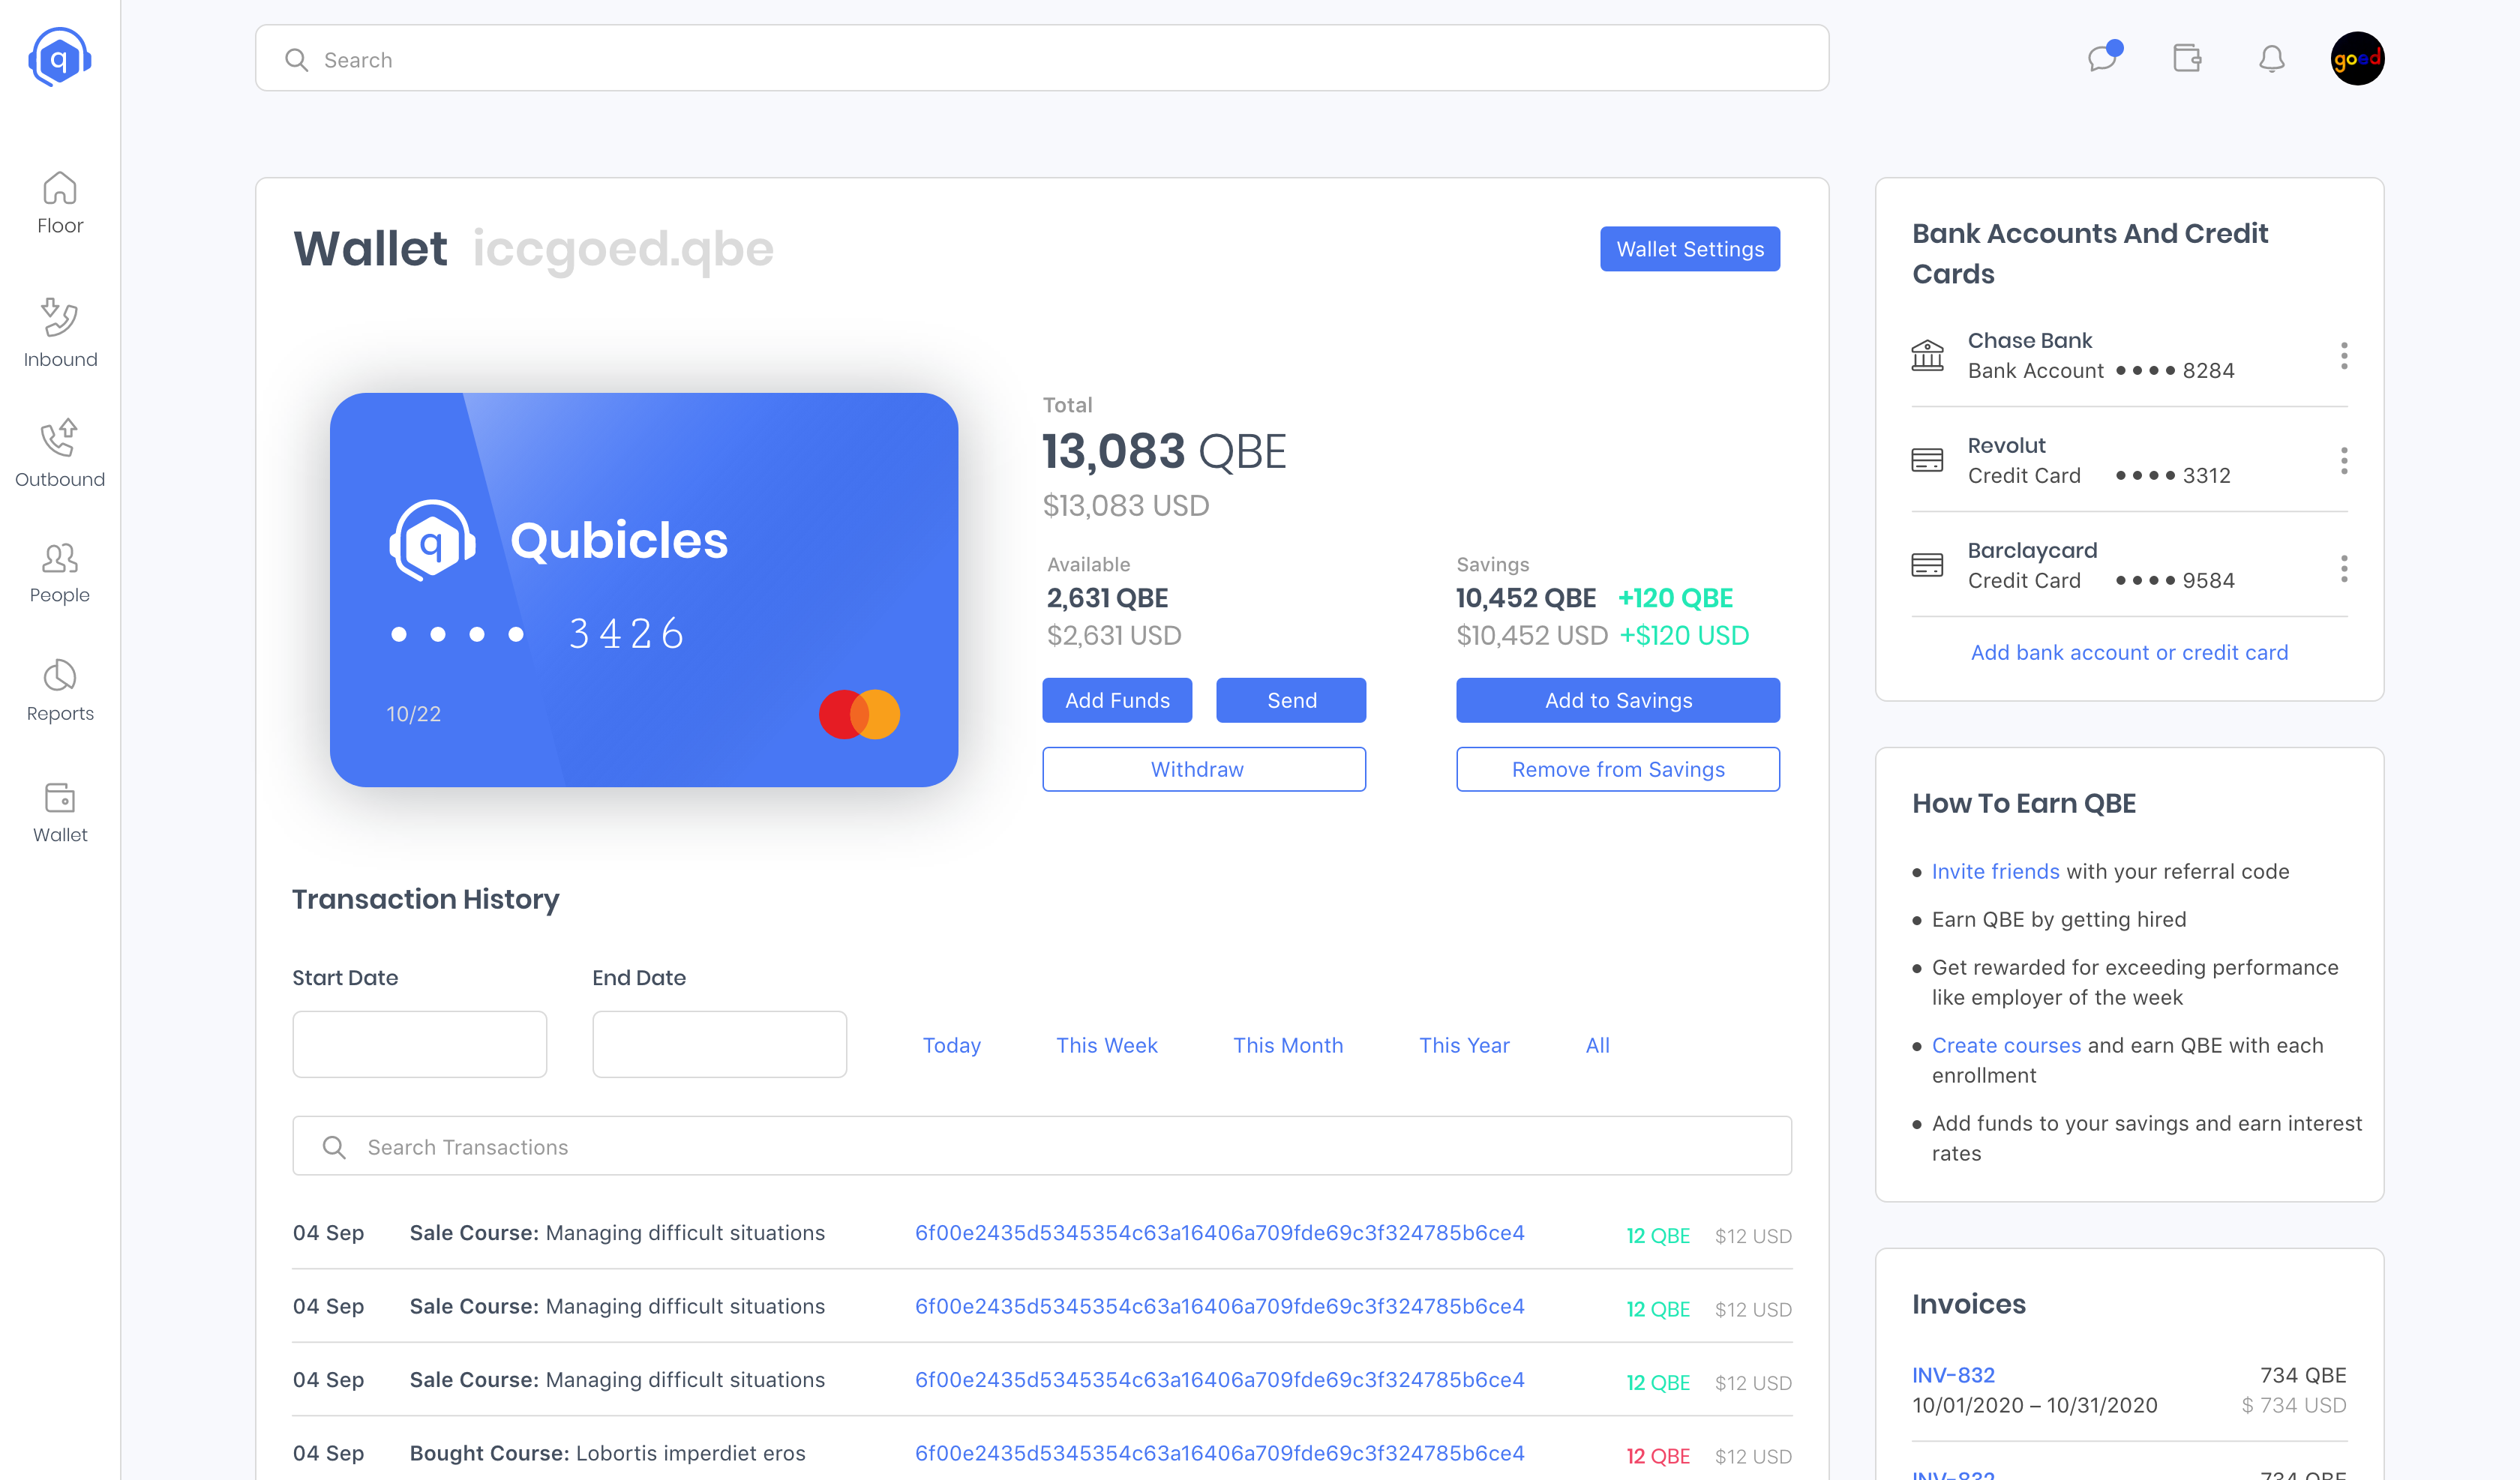 q
Search
goed
Floor
Inbound
Outbound
People
Reports
Wallet
Wallet iccgoed.qbe
Wallet Settings
q Qubicles
•••• 3426
10/22
Total
13,083 QBE
$13,083 USD
Available
2,631 QBE
$2,631 USD
Add Funds
Send
Withdraw
Savings
10,452 QBE +120 QBE
$10,452 USD +$120 USD
Add to Savings
Remove from Savings
Transaction History
Start Date
End Date
Today
This Week
This Month
This Year
All
Search Transactions
04 Sep Sale Course: Managing difficult situations 6f00e2435d5345354c63a16406a709fde69c3f324785b6ce4 12 QBE $12 USD
04 Sep Sale Course: Managing difficult situations 6f00e2435d5345354c63a16406a709fde69c3f324785b6ce4 12 QBE $12 USD
04 Sep Sale Course: Managing difficult situations 6f00e2435d5345354c63a16406a709fde69c3f324785b6ce4 12 QBE $12 USD
04 Sep Bought Course: Lobortis imperdiet eros 6f00e2435d5345354c63a16406a709fde69c3f324785b6ce4 12 QBE $12 USD
Bank Accounts And Credit
Cards
Chase Bank
Bank Account •••• 8284
Revolut
Credit Card •••• 3312
Barclaycard
Credit Card •••• 9584
Add bank account or credit card
How To Earn QBE
• Invite friends with your referral code
• Earn QBE by getting hired
• Get rewarded for exceeding performance
like employer of the week
• Create courses and earn QBE with each
enrollment
• Add funds to your savings and earn interest
rates
Invoices
INV-832 734 QBE
10/01/2020 – 10/31/2020 $ 734 USD
INV-832 734 QBE